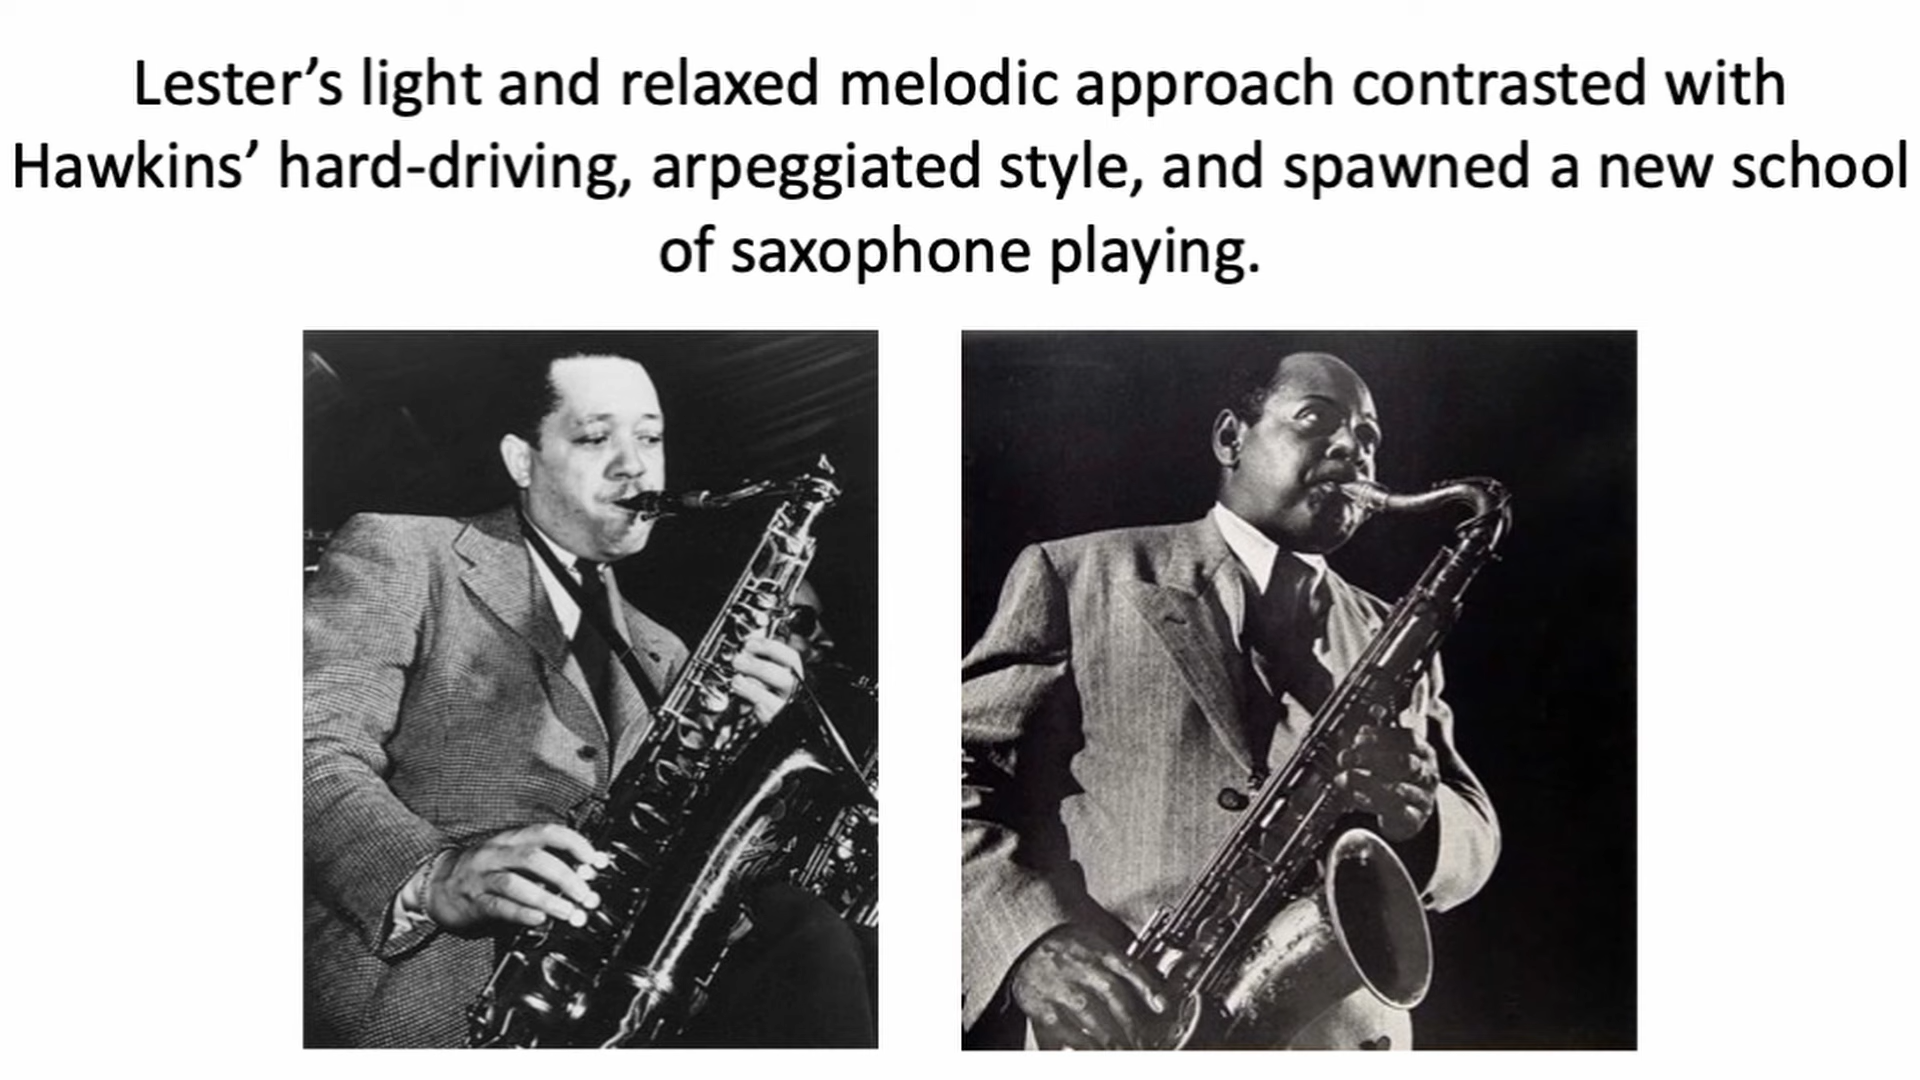 Lester’s light and relaxed melodic approach contrasted with
Hawkins’ hard-driving, arpeggiated style, and spawned a new school
of saxophone playing.